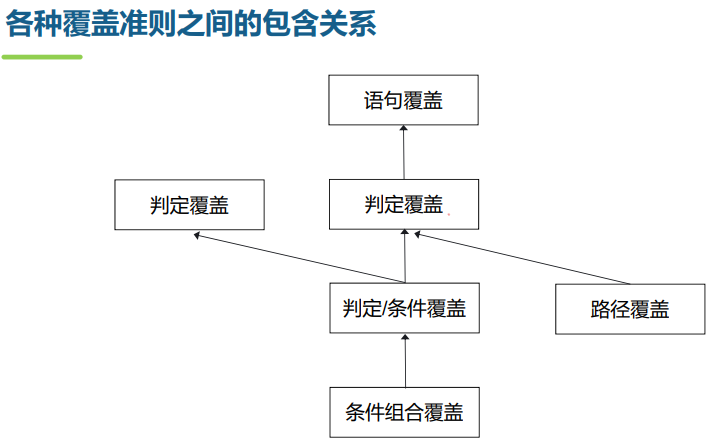 各种覆盖准则之间的包含关系
语句覆盖
判定覆盖
判定覆盖
判定/条件覆盖
路径覆盖
条件组合覆盖